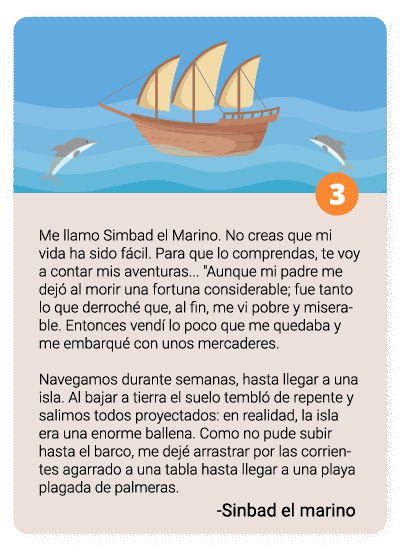 3
Me llamo Simbad el Marino. No creas que mi
vida ha sido fácil. Para que lo comprendas, te voy
a contar mis aventuras... "Aunque mi padre me
dejó al morir una fortuna considerable; fue tanto
lo que derroché que, al fin, me vi pobre y misera-
ble. Entonces vendí lo poco que me quedaba y
me embarqué con unos mercaderes.
Navegamos durante semanas, hasta llegar a una
isla. Al bajar a tierra el suelo tembló de repente y
salimos todos proyectados: en realidad, la isla
era una enorme ballena. Como no pude subir
hasta el barco, me dejé arrastrar por las corrien-
tes agarrado a una tabla hasta llegar a una playa
plagada de palmeras.
-Sinbad el marino